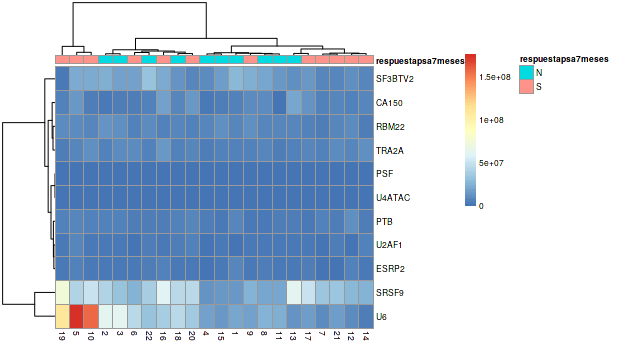 respuestapsa7meses
respuestapsa7meses
N
S
1.5e+08
1e+08
5e+07
0
SF3BTV2
CA150
RBM22
TRA2A
PSF
U4ATAC
PTB
U2AF1
ESRP2
SRSF9
U6
19 5 10 2 3 6 22 16 18 20 4 15 1 9 8 11 13 17 7 21 12 14